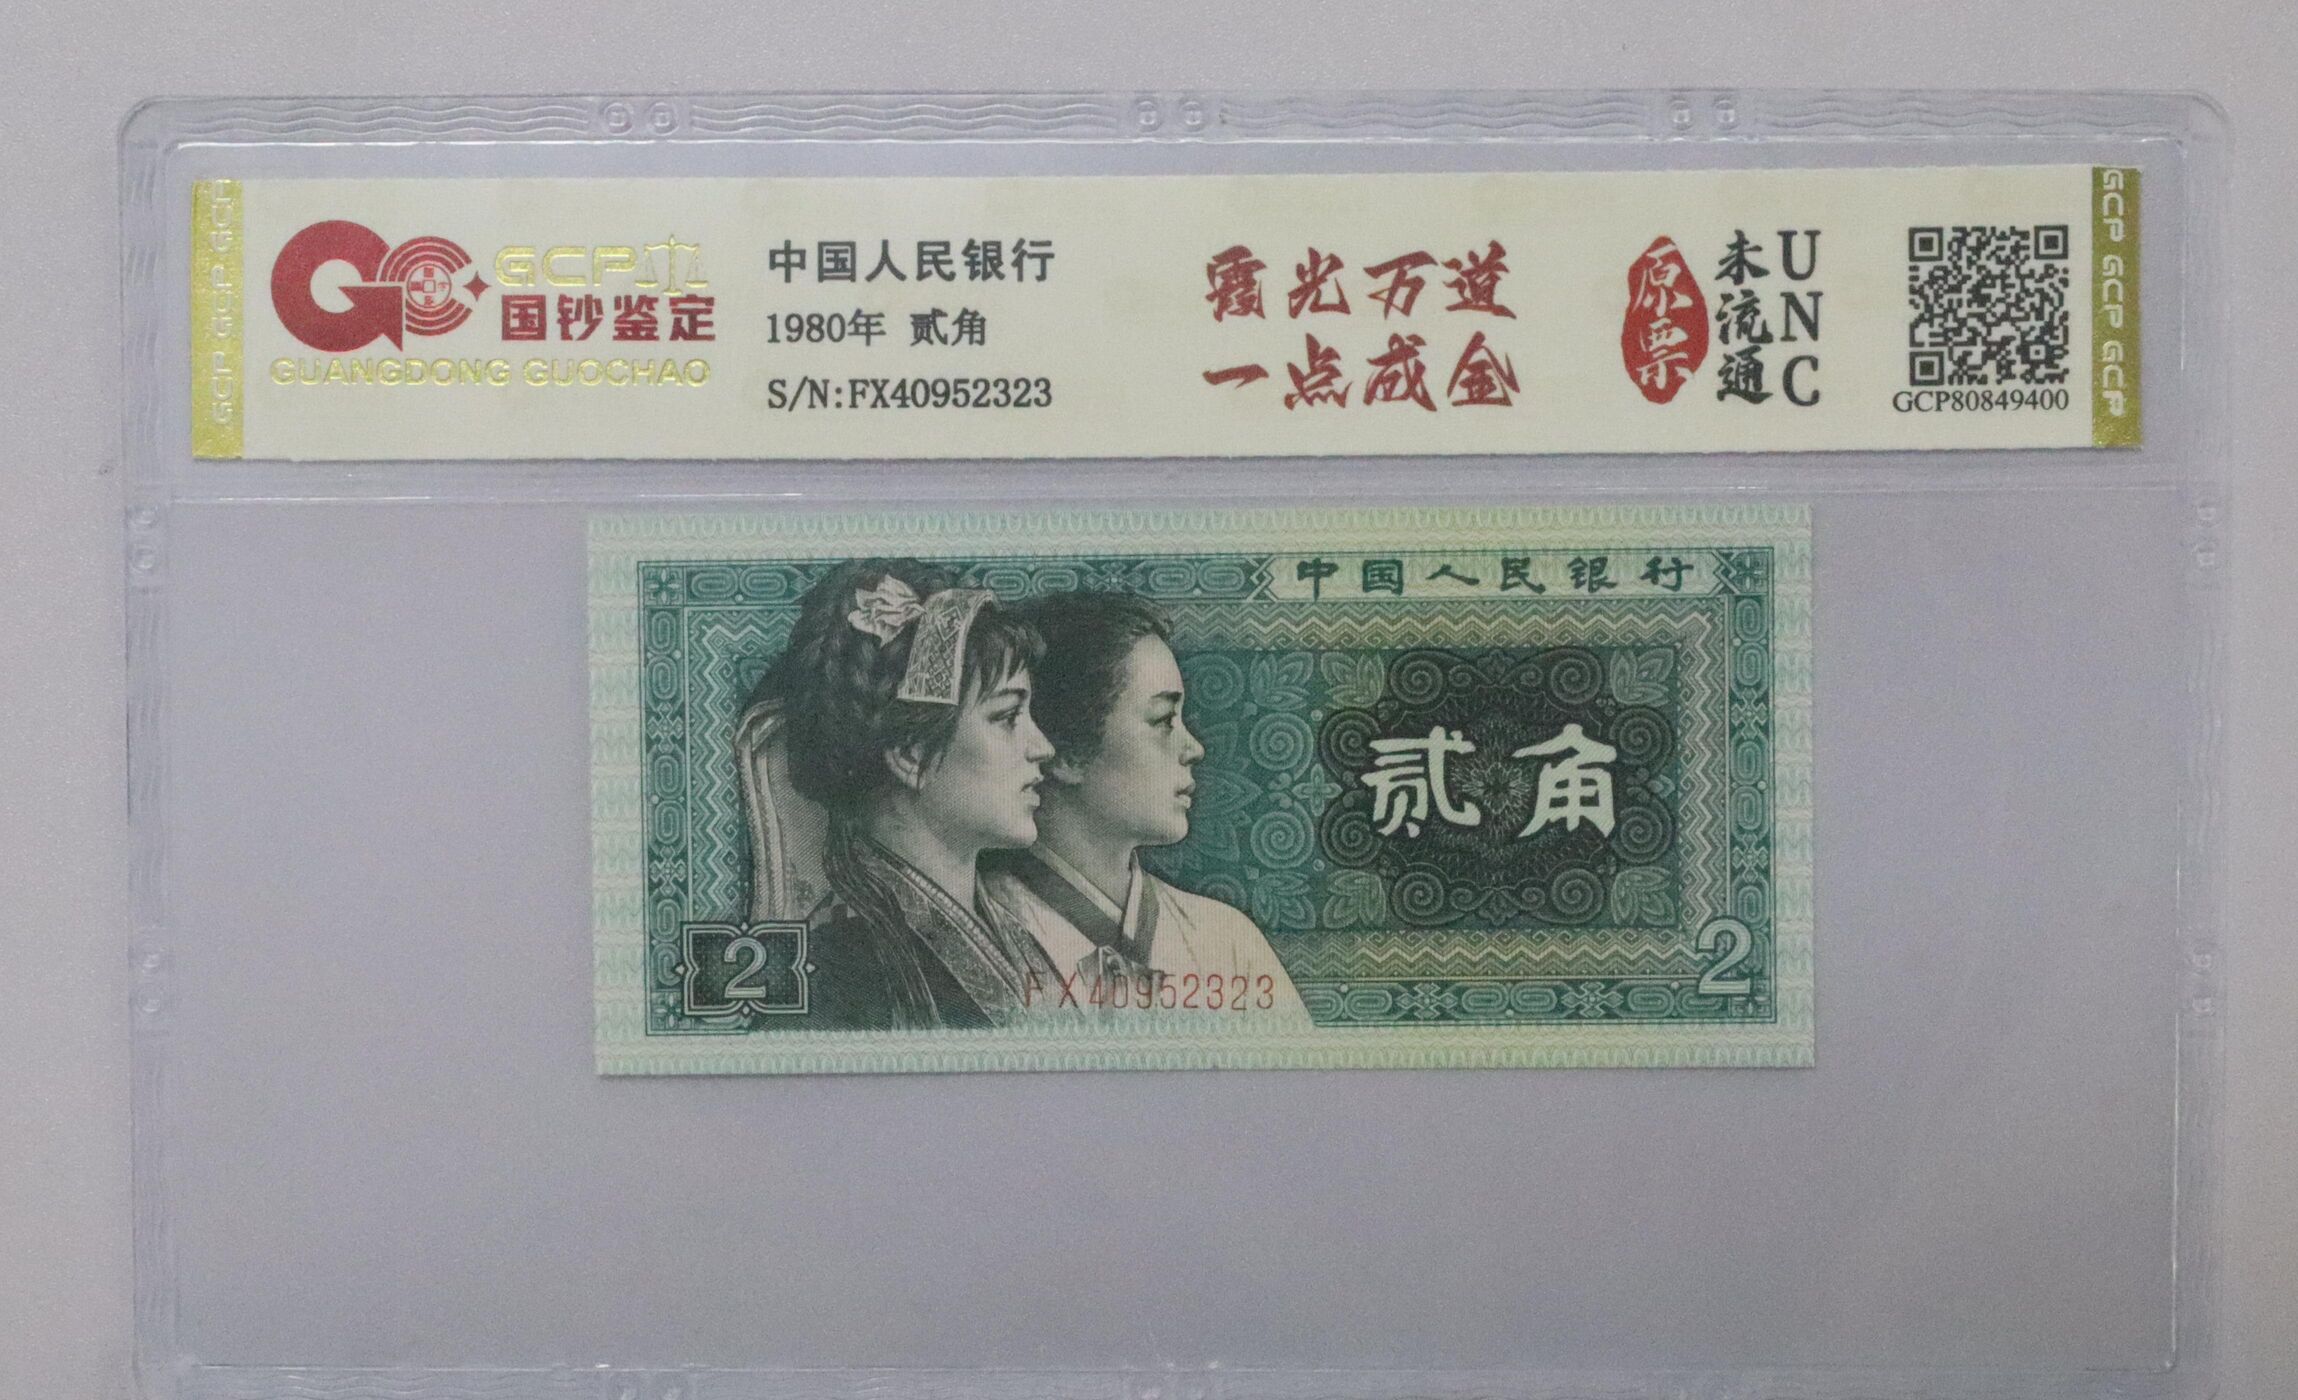 GCP GCP GCP
GCP
国钞鉴定
GUANGDONG GUOCHAO
中国人民银行
1980年 贰角
S/N:FX40952323
霞光万道
一点成金
原票
未流通
UNC
GCP80849400
GCP GCP GCP
中国人民银行
贰角
2
2
FX40952323